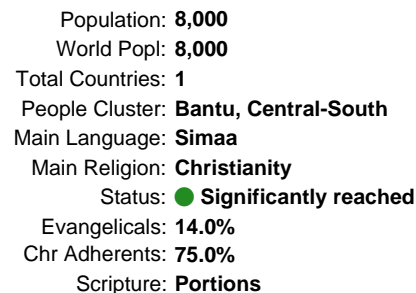 Population: 8,000
World Popl: 8,000
Total Countries: 1
People Cluster: Bantu, Central-South
Main Language: Simaa
Main Religion: Christianity
Status: Significantly reached
Evangelicals: 14.0%
Chr Adherents: 75.0%
Scripture: Portions